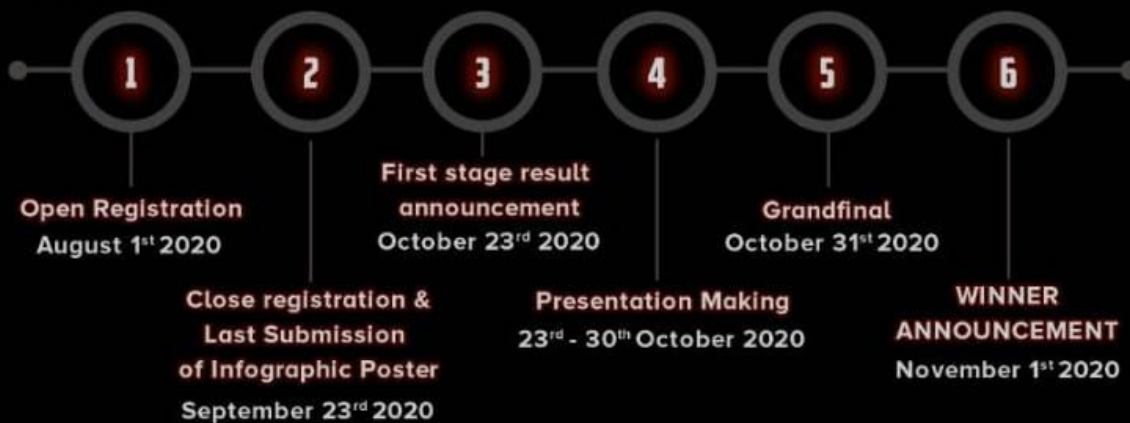 1
Open Registration
August 1st 2020
2
Close registration &
Last Submission
of Infographic Poster
September 23rd 2020
3
First stage result
announcement
October 23rd 2020
4
Presentation Making
23rd - 30th October 2020
5
Grandfinal
October 31st 2020
6
WINNER
ANNOUNCEMENT
November 1st 2020